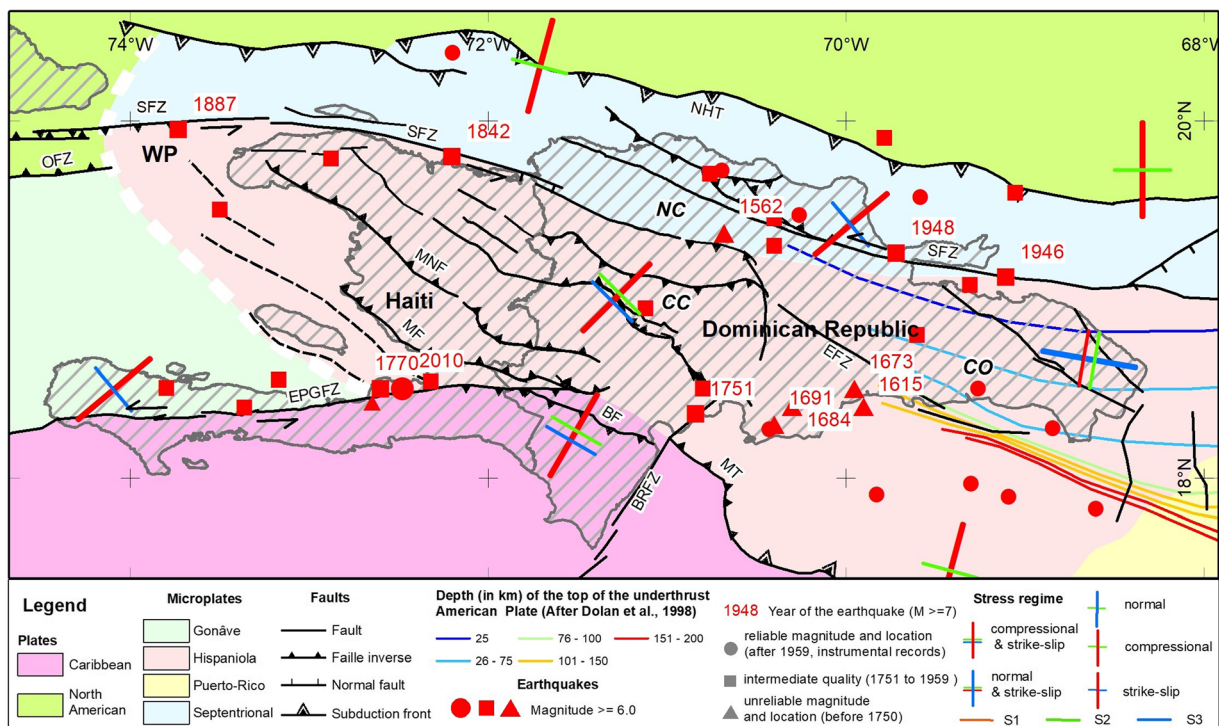 74°W 72°W 70°W 68°W
NHT
1887
SFZ
20°N
1842
SFZ
WP
OFZ
NC
1562
1948
SFZ
1946
MNF
Haiti
CC
Dominican Republic
MF
EFZ
1770 2010
1673
CO
EPGFZ
1751
1615
1691
BF
1684
MT
BRFZ
18°N
Legend
Plates
Caribbean
North
American
Microplates
Gonâve
Hispaniola
Puerto-Rico
Septentrional
Faults
Fault
Faille inverse
Normal fault
Subduction front
Depth (in km) of the top of the underthrust
American Plate (After Dolan et al., 1998)
25 76 - 100 151 - 200
26 - 75 101 - 150
Earthquakes
Magnitude >= 6.0
1948 Year of the earthquake (M >=7)
reliable magnitude and location
(after 1959, instrumental records)
intermediate quality (1751 to 1959 )
unreliable magnitude
and location (before 1750)
Stress regime
compressional
& strike-slip
normal
& strike-slip
normal
compressional
strike-slip
S1 S2 S3